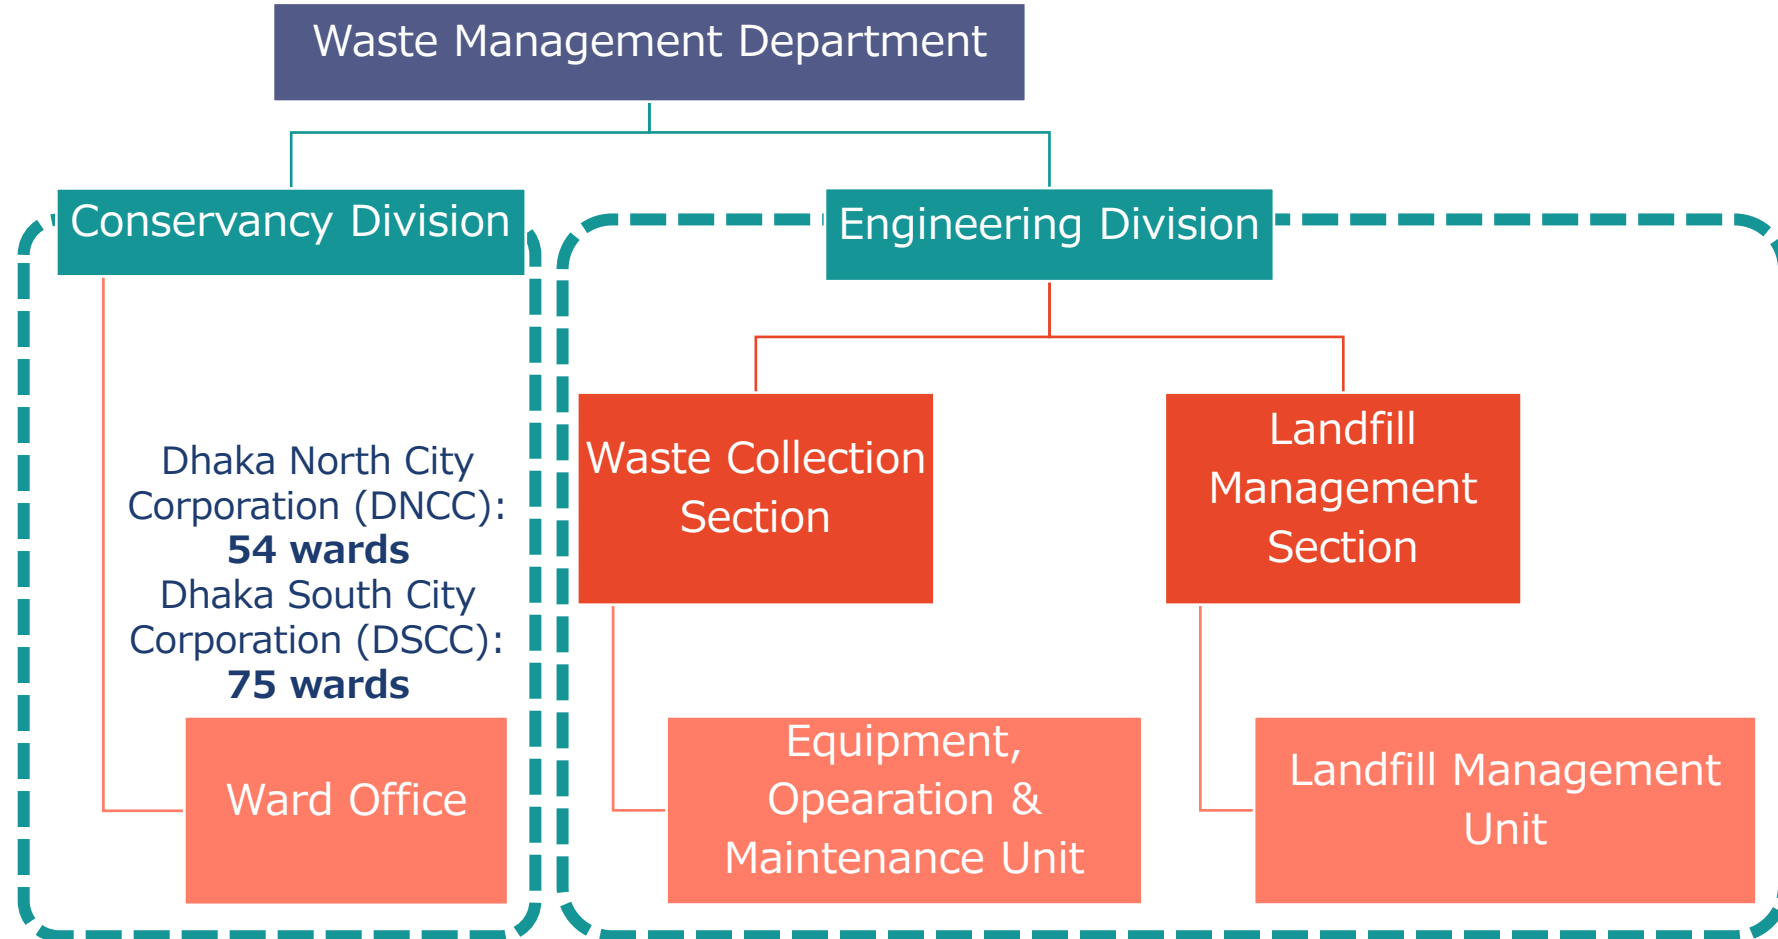 Waste Management Department
Conservancy Division
Engineering Division
Dhaka North City
Corporation (DNCC):
54 wards
Dhaka South City
Corporation (DSCC):
75 wards
Waste Collection
Section
Landfill
Management
Section
Ward Office
Equipment,
Opearation &
Maintenance Unit
Landfill Management
Unit